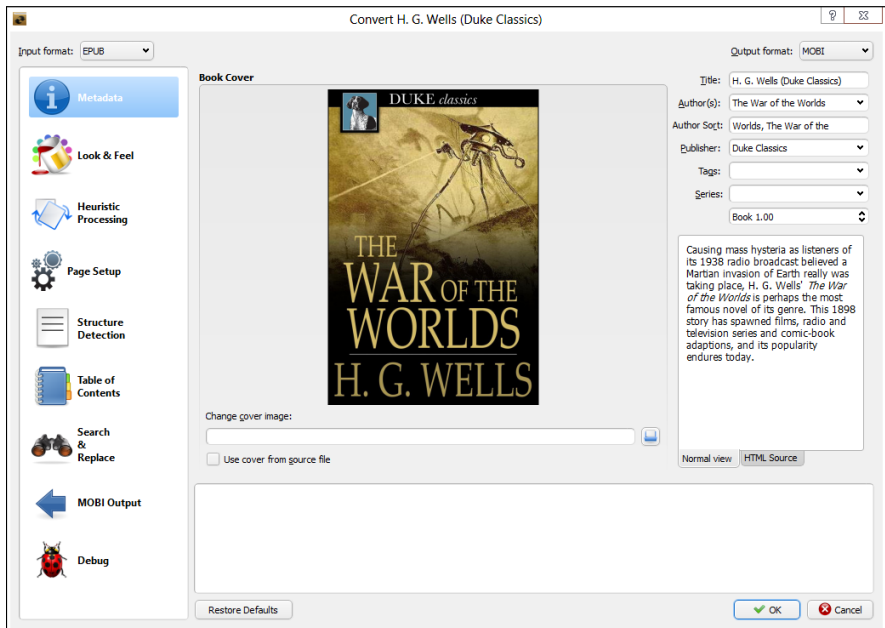 Convert H. G. Wells (Duke Classics)
Input format: EPUB
Output format: MOBI
Metadata
Look & Feel
Heuristic
Processing
Page Setup
Structure
Detection
Table of
Contents
Search
&
Replace
MOBI Output
Debug
Book Cover
DUKE classics
THE
WAR OF THE
WORLDS
H. G. WELLS
Change cover image:
Use cover from source file
Title: H. G. Wells (Duke Classics)
Author(s): The War of the Worlds
Author Sort: Worlds, The War of the
Publisher: Duke Classics
Tags:
Series:
Book 1.00
Causing mass hysteria as listeners of
its 1938 radio broadcast believed a
Martian invasion of Earth really was
taking place, H. G. Wells' The War
of the Worlds is perhaps the most
famous novel of its genre. This 1898
story has spawned films, radio and
television series and comic-book
adaptions, and its popularity
endures today.
Normal view HTML Source
Restore Defaults
OK Cancel